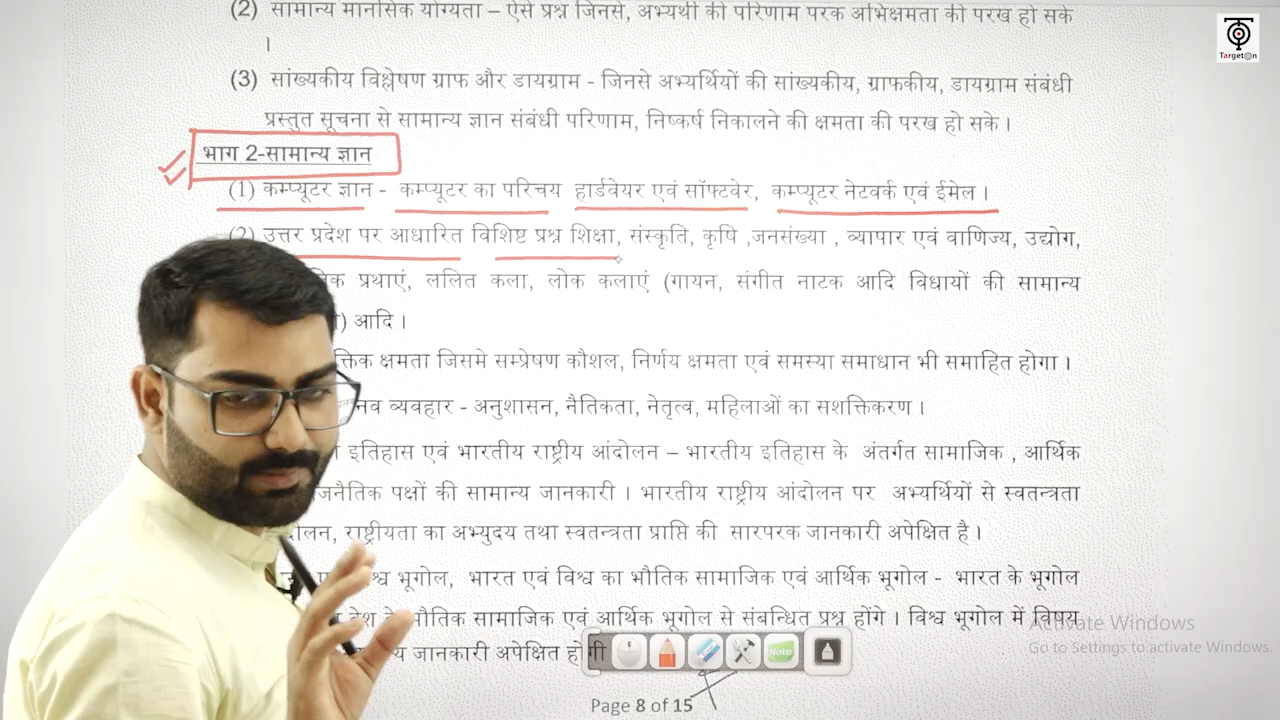 (2) सामान्य मानसिक योग्यता – ऐसे प्रश्न जिनसे, अभ्यर्थी की परिणाम परक अभिक्षमता की परख हो सके
।
(3) सांख्यकीय विश्लेषण ग्राफ और डायग्राम - जिनसे अभ्यर्थियों की सांख्यकीय, ग्राफकीय, डायग्राम संबंधी
प्रस्तुत सूचना से सामान्य ज्ञान संबंधी परिणाम, निष्कर्ष निकालने की क्षमता की परख हो सके ।
भाग 2-सामान्य ज्ञान
(1) कम्प्यूटर ज्ञान - कम्प्यूटर का परिचय हार्डवेयर एवं सॉफ्टवेर, कम्प्यूटर नेटवर्क एवं ईमेल ।
(2) उत्तर प्रदेश पर आधारित विशिष्ट प्रश्न शिक्षा, संस्कृति, कृषि ,जनसंख्या , व्यापार एवं वाणिज्य, उद्योग,
प्रथाएं, ललित कला, लोक कलाएं (गायन, संगीत नाटक आदि विधायों की सामान्य
) आदि ।
क्षमता जिसमे सम्प्रेषण कौशल, निर्णय क्षमता एवं समस्या समाधान भी समाहित होगा ।
व्यवहार - अनुशासन, नैतिकता, नेतृत्व, महिलाओं का सशक्तिकरण ।
इतिहास एवं भारतीय राष्ट्रीय आंदोलन – भारतीय इतिहास के अंतर्गत सामाजिक , आर्थिक
पक्षों की सामान्य जानकारी । भारतीय राष्ट्रीय आंदोलन पर अभ्यर्थियों से स्वतन्त्रता
राष्ट्रीयता का अभ्युदय तथा स्वतन्त्रता प्राप्ति की सारपरक जानकारी अपेक्षित है ।
भूगोल, भारत एवं विश्व का भौतिक सामाजिक एवं आर्थिक भूगोल - भारत के भूगोल
सामाजिक एवं आर्थिक भूगोल से संबन्धित प्रश्न होंगे । विश्व भूगोल में विषय
जानकारी अपेक्षित होगी
Page 8 of 15
TargetOn
Note
Activate Windows
Go to Settings to activate Windows.